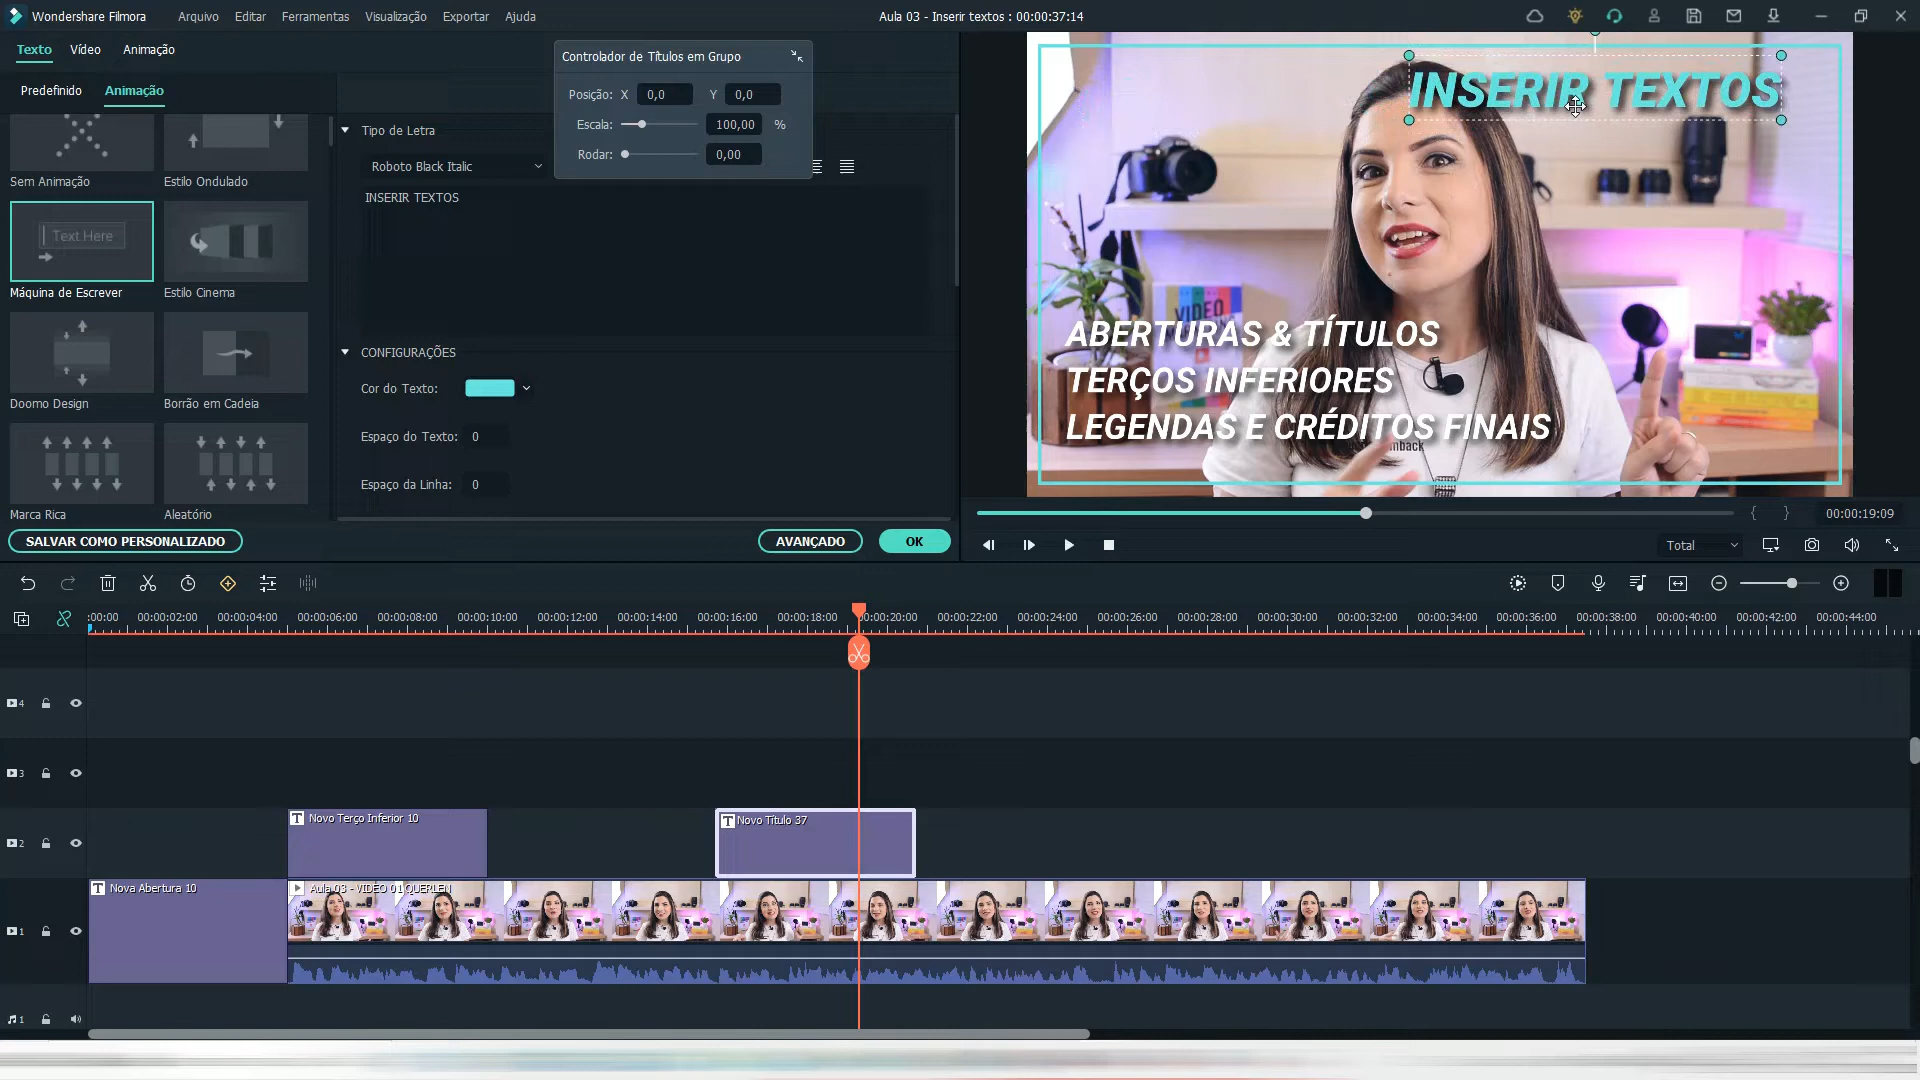 Wondershare Filmora
Arquivo
Editar
Ferramentas
Visualização
Exportar
Ajuda
Aula 03 - Inserir textos : 00:00:37:14
Texto
Vídeo
Animação
Predefinido
Animação
Sem Animação
Estilo Ondulado
Text Here
Máquina de Escrever
Estilo Cinema
Doomo Design
Borrão em Cadeia
Marca Rica
Aleatório
SALVAR COMO PERSONALIZADO
Tipo de Letra
Roboto Black Italic
INSERIR TEXTOS
CONFIGURAÇÕES
Cor do Texto:
Espaço do Texto: 0
Espaço da Linha: 0
AVANÇADO
OK
Controlador de Títulos em Grupo
Posição: X 0,0 Y 0,0
Escala: 100,00 %
Rodar: 0,00
INSERIR TEXTOS
VIDEO
ABERTURAS & TÍTULOS
TERÇOS INFERIORES
LEGENDAS E CRÉDITOS FINAIS
{ } 00:00:19:09
Total
:00:00 00:00:02:00 00:00:04:00 00:00:06:00 00:00:08:00 00:00:10:00 00:00:12:00 00:00:14:00 00:00:16:00 00:00:18:00 00:00:20:00 00:00:22:00 00:00:24:00 00:00:26:00 00:00:28:00 00:00:30:00 00:00:32:00 00:00:34:00 00:00:36:00 00:00:38:00 00:00:40:00 00:00:42:00 00:00:44:00
4
3
2
T Novo Terço Inferior 10
T Novo Título 37
1
T Nova Abertura 10
Aula 03 - VIDEO 01 QUERLEN
1